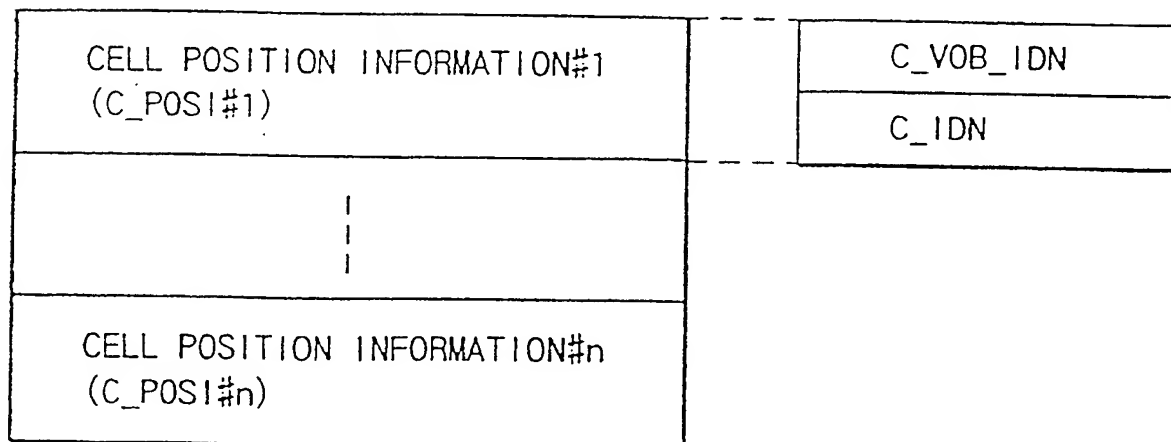 CELL POSITION INFORMATION#1
(C_POSI#1)
C_VOB_IDN
C_IDN
CELL POSITION INFORMATION#n
(C_POSI#n)